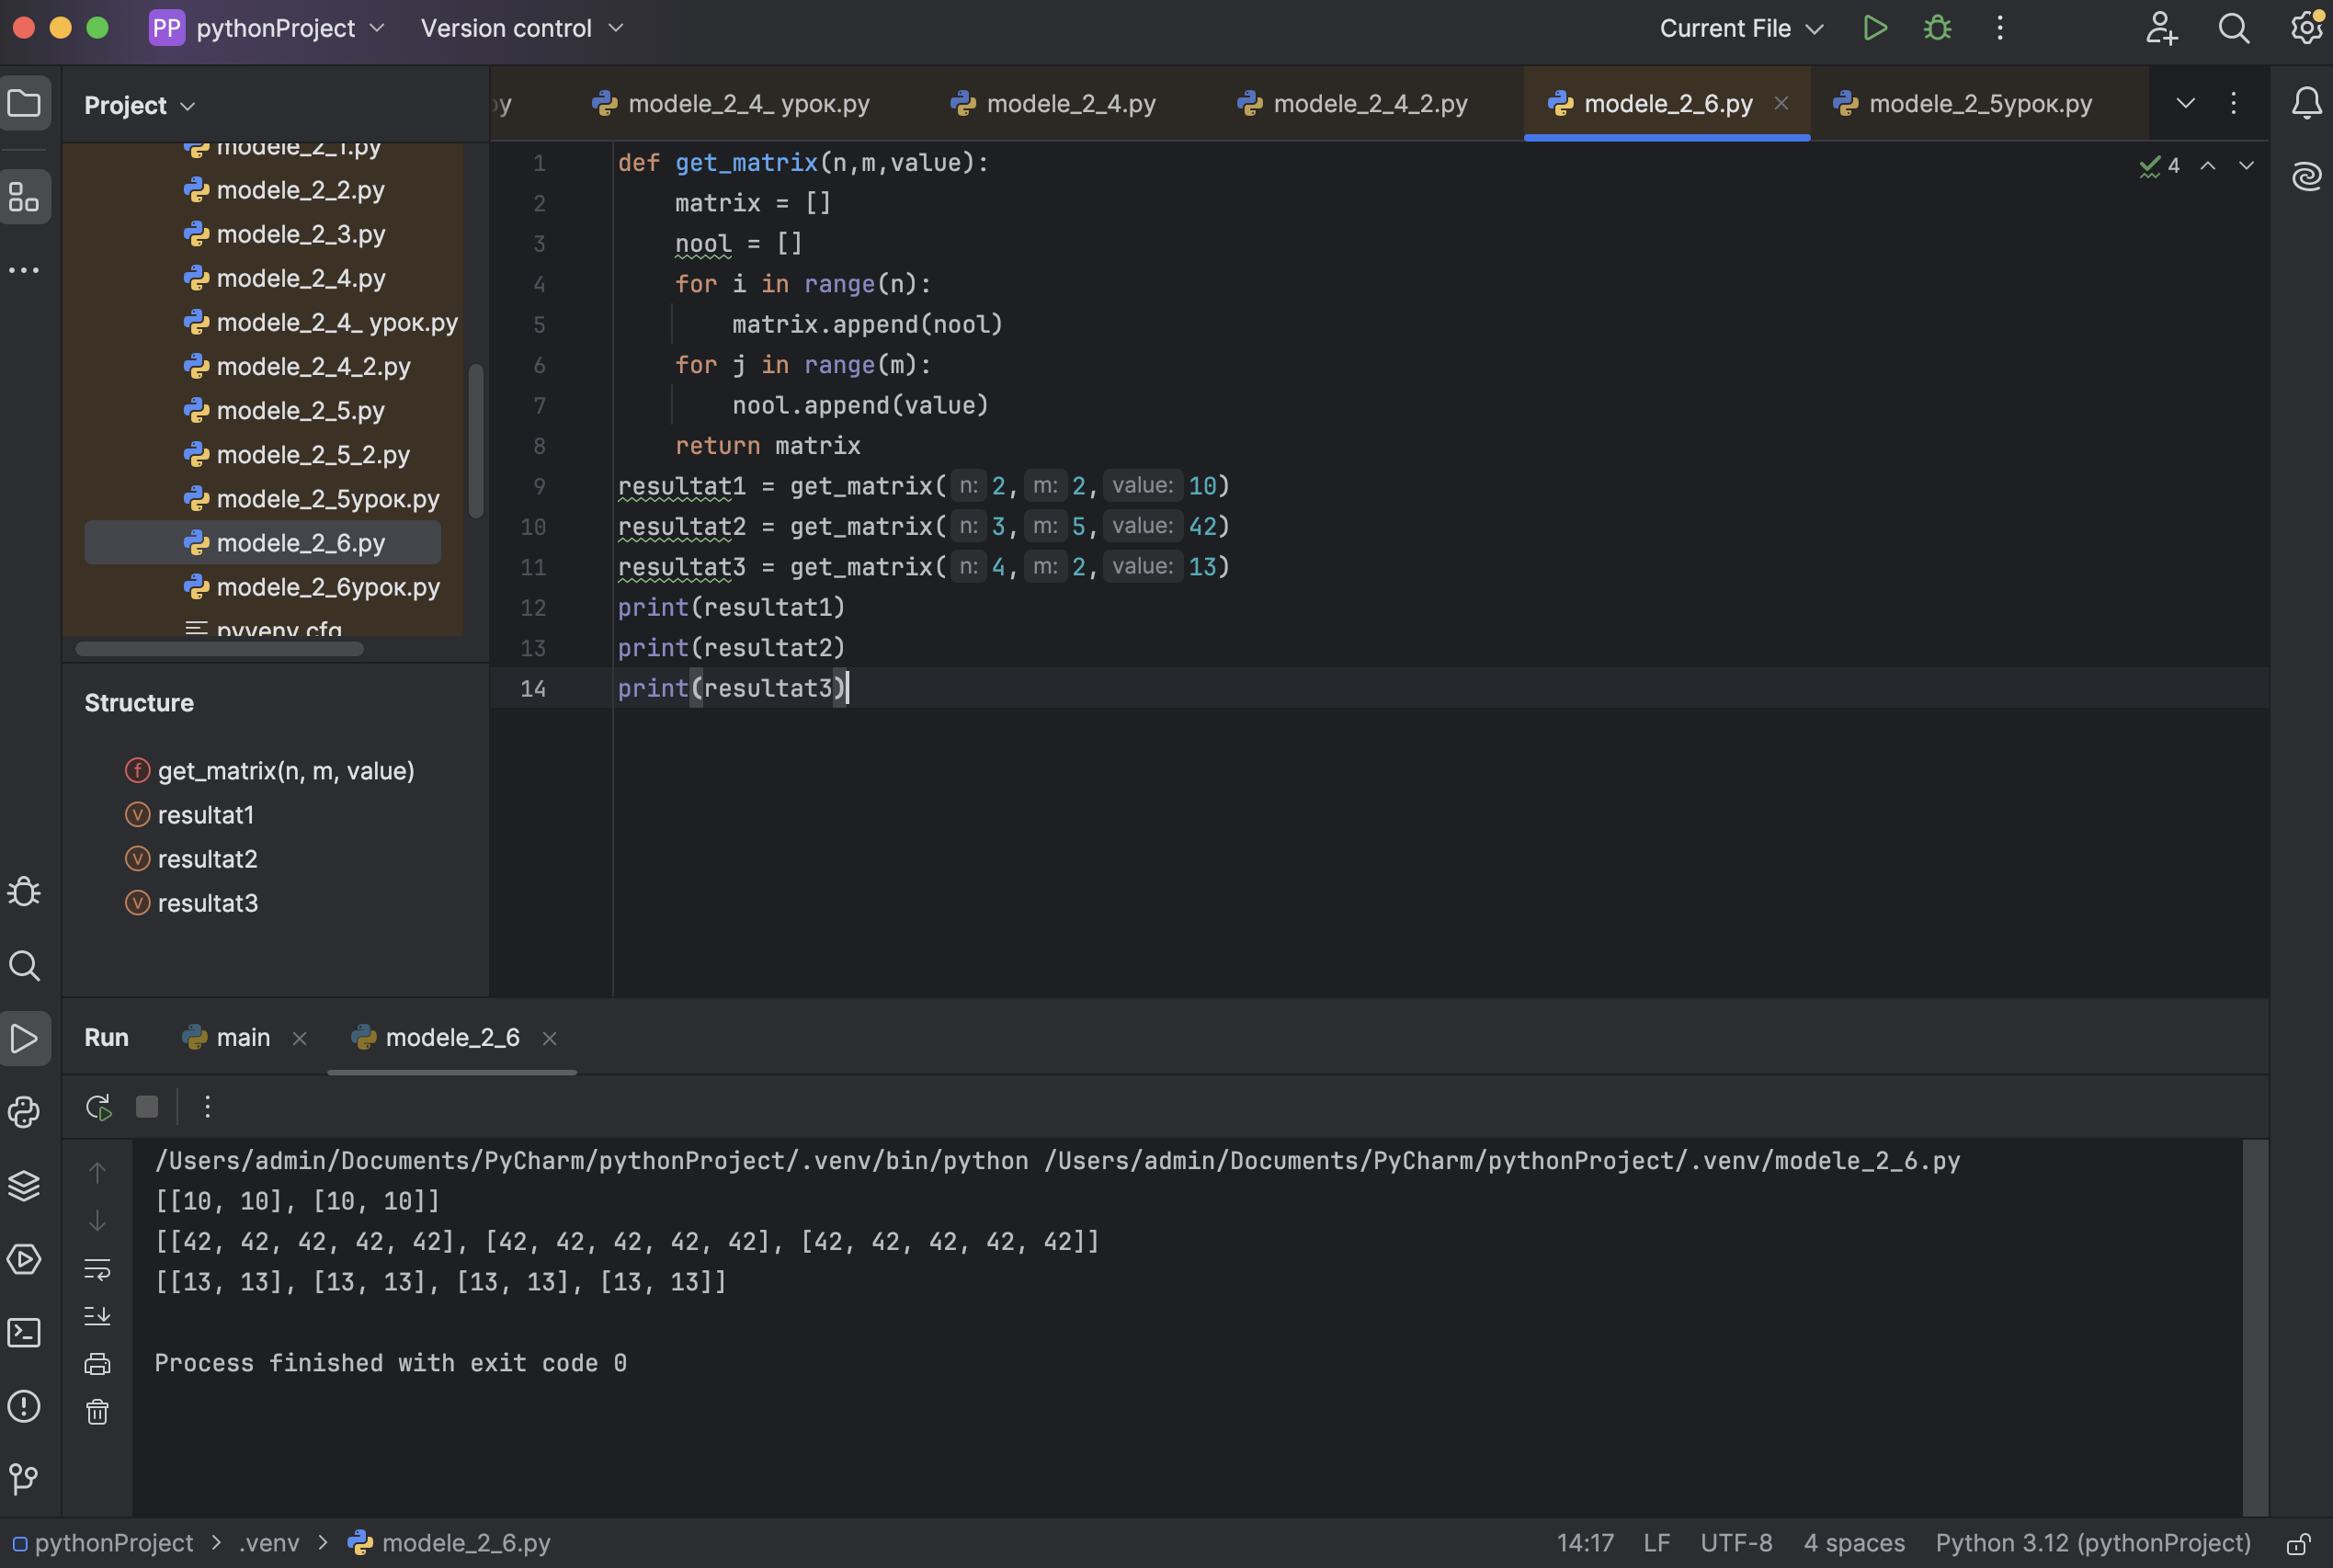 PP pythonProject Version control Current File
Project
modele_2_1.py
modele_2_2.py
modele_2_3.py
modele_2_4.py
modele_2_4_ урок.py
modele_2_4_2.py
modele_2_5.py
modele_2_5_2.py
modele_2_5урок.py
modele_2_6.py
modele_2_6урок.py
pyvenv.cfg
Structure
get_matrix(n, m, value)
resultat1
resultat2
resultat3
py modele_2_4_ урок.py modele_2_4.py modele_2_4_2.py modele_2_6.py modele_2_5урок.py
4
1 def get_matrix(n,m,value):
2 matrix = []
3 nool = []
4 for i in range(n):
5 matrix.append(nool)
6 for j in range(m):
7 nool.append(value)
8 return matrix
9 resultat1 = get_matrix( n: 2, m: 2, value: 10)
10 resultat2 = get_matrix( n: 3, m: 5, value: 42)
11 resultat3 = get_matrix( n: 4, m: 2, value: 13)
12 print(resultat1)
13 print(resultat2)
14 print(resultat3)
Run main modele_2_6
/Users/admin/Documents/PyCharm/pythonProject/.venv/bin/python /Users/admin/Documents/PyCharm/pythonProject/.venv/modele_2_6.py
[[10, 10], [10, 10]]
[[42, 42, 42, 42, 42], [42, 42, 42, 42, 42], [42, 42, 42, 42, 42]]
[[13, 13], [13, 13], [13, 13], [13, 13]]
Process finished with exit code 0
pythonProject > .venv > modele_2_6.py 14:17 LF UTF-8 4 spaces Python 3.12 (pythonProject)